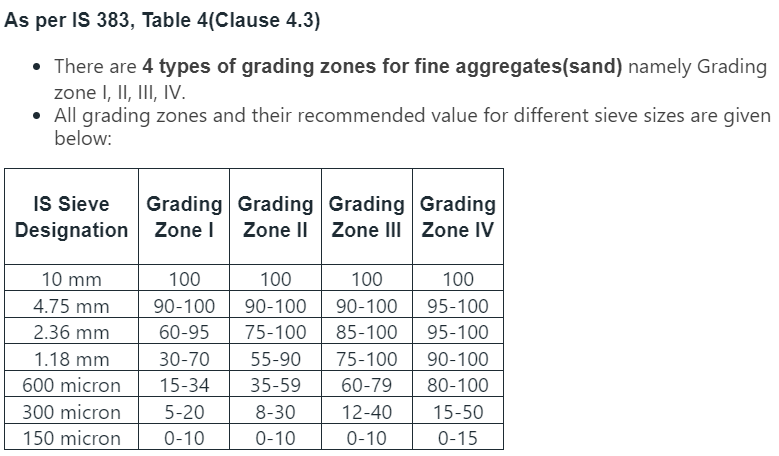 As per IS 383, Table 4(Clause 4.3)
• There are 4 types of grading zones for fine aggregates(sand) namely Grading
zone I, II, III, IV.
• All grading zones and their recommended value for different sieve sizes are given
below:
IS Sieve Designation Grading Zone I Grading Zone II Grading Zone III Grading Zone IV
10 mm 100 100 100 100
4.75 mm 90-100 90-100 90-100 95-100
2.36 mm 60-95 75-100 85-100 95-100
1.18 mm 30-70 55-90 75-100 90-100
600 micron 15-34 35-59 60-79 80-100
300 micron 5-20 8-30 12-40 15-50
150 micron 0-10 0-10 0-10 0-15